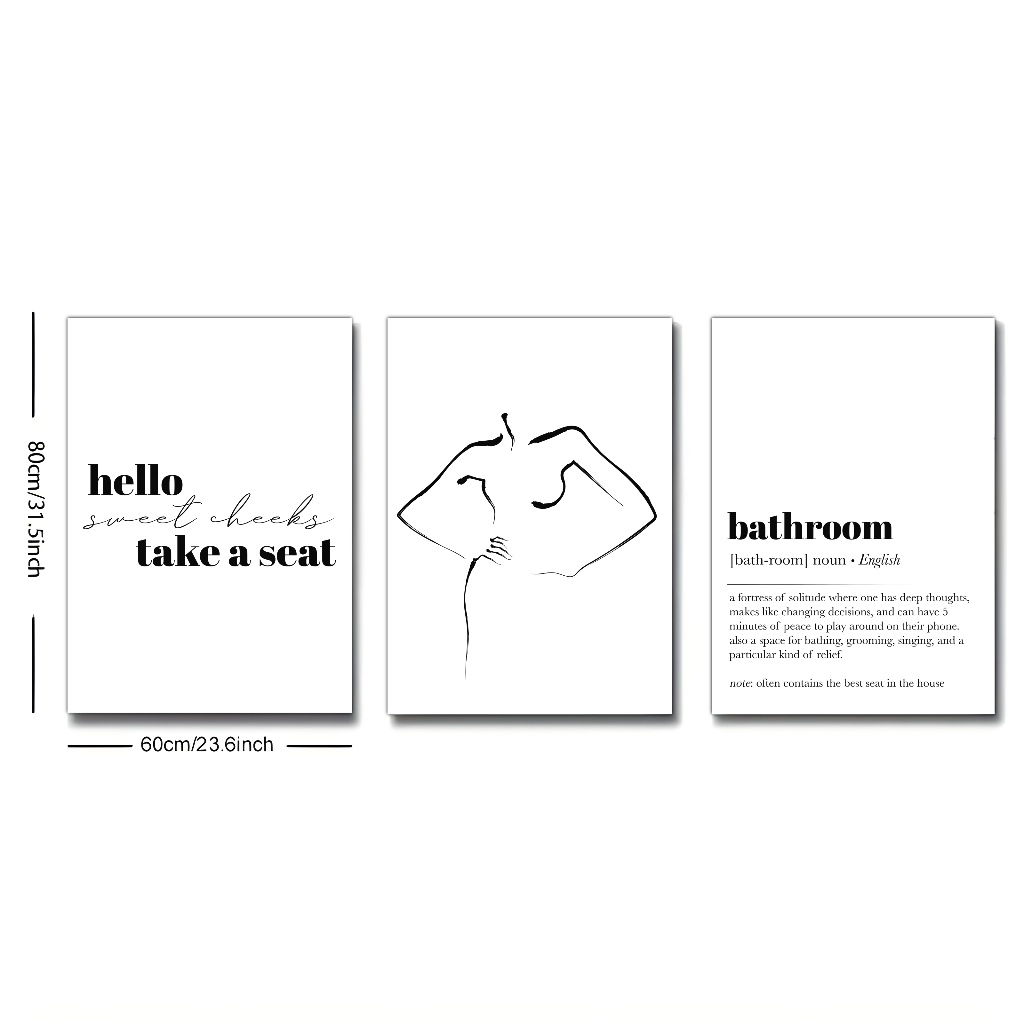 80cm/31.5inch
hello
sweet cheeks
take a seat
60cm/23.6inch
bathroom
[bath-room] noun • English
a fortress of solitude where one has deep thoughts,
makes like changing decisions, and can have 5
minutes of peace to play around on their phone.
also a space for bathing, grooming, singing, and a
particular kind of relief.
note: often contains the best seat in the house